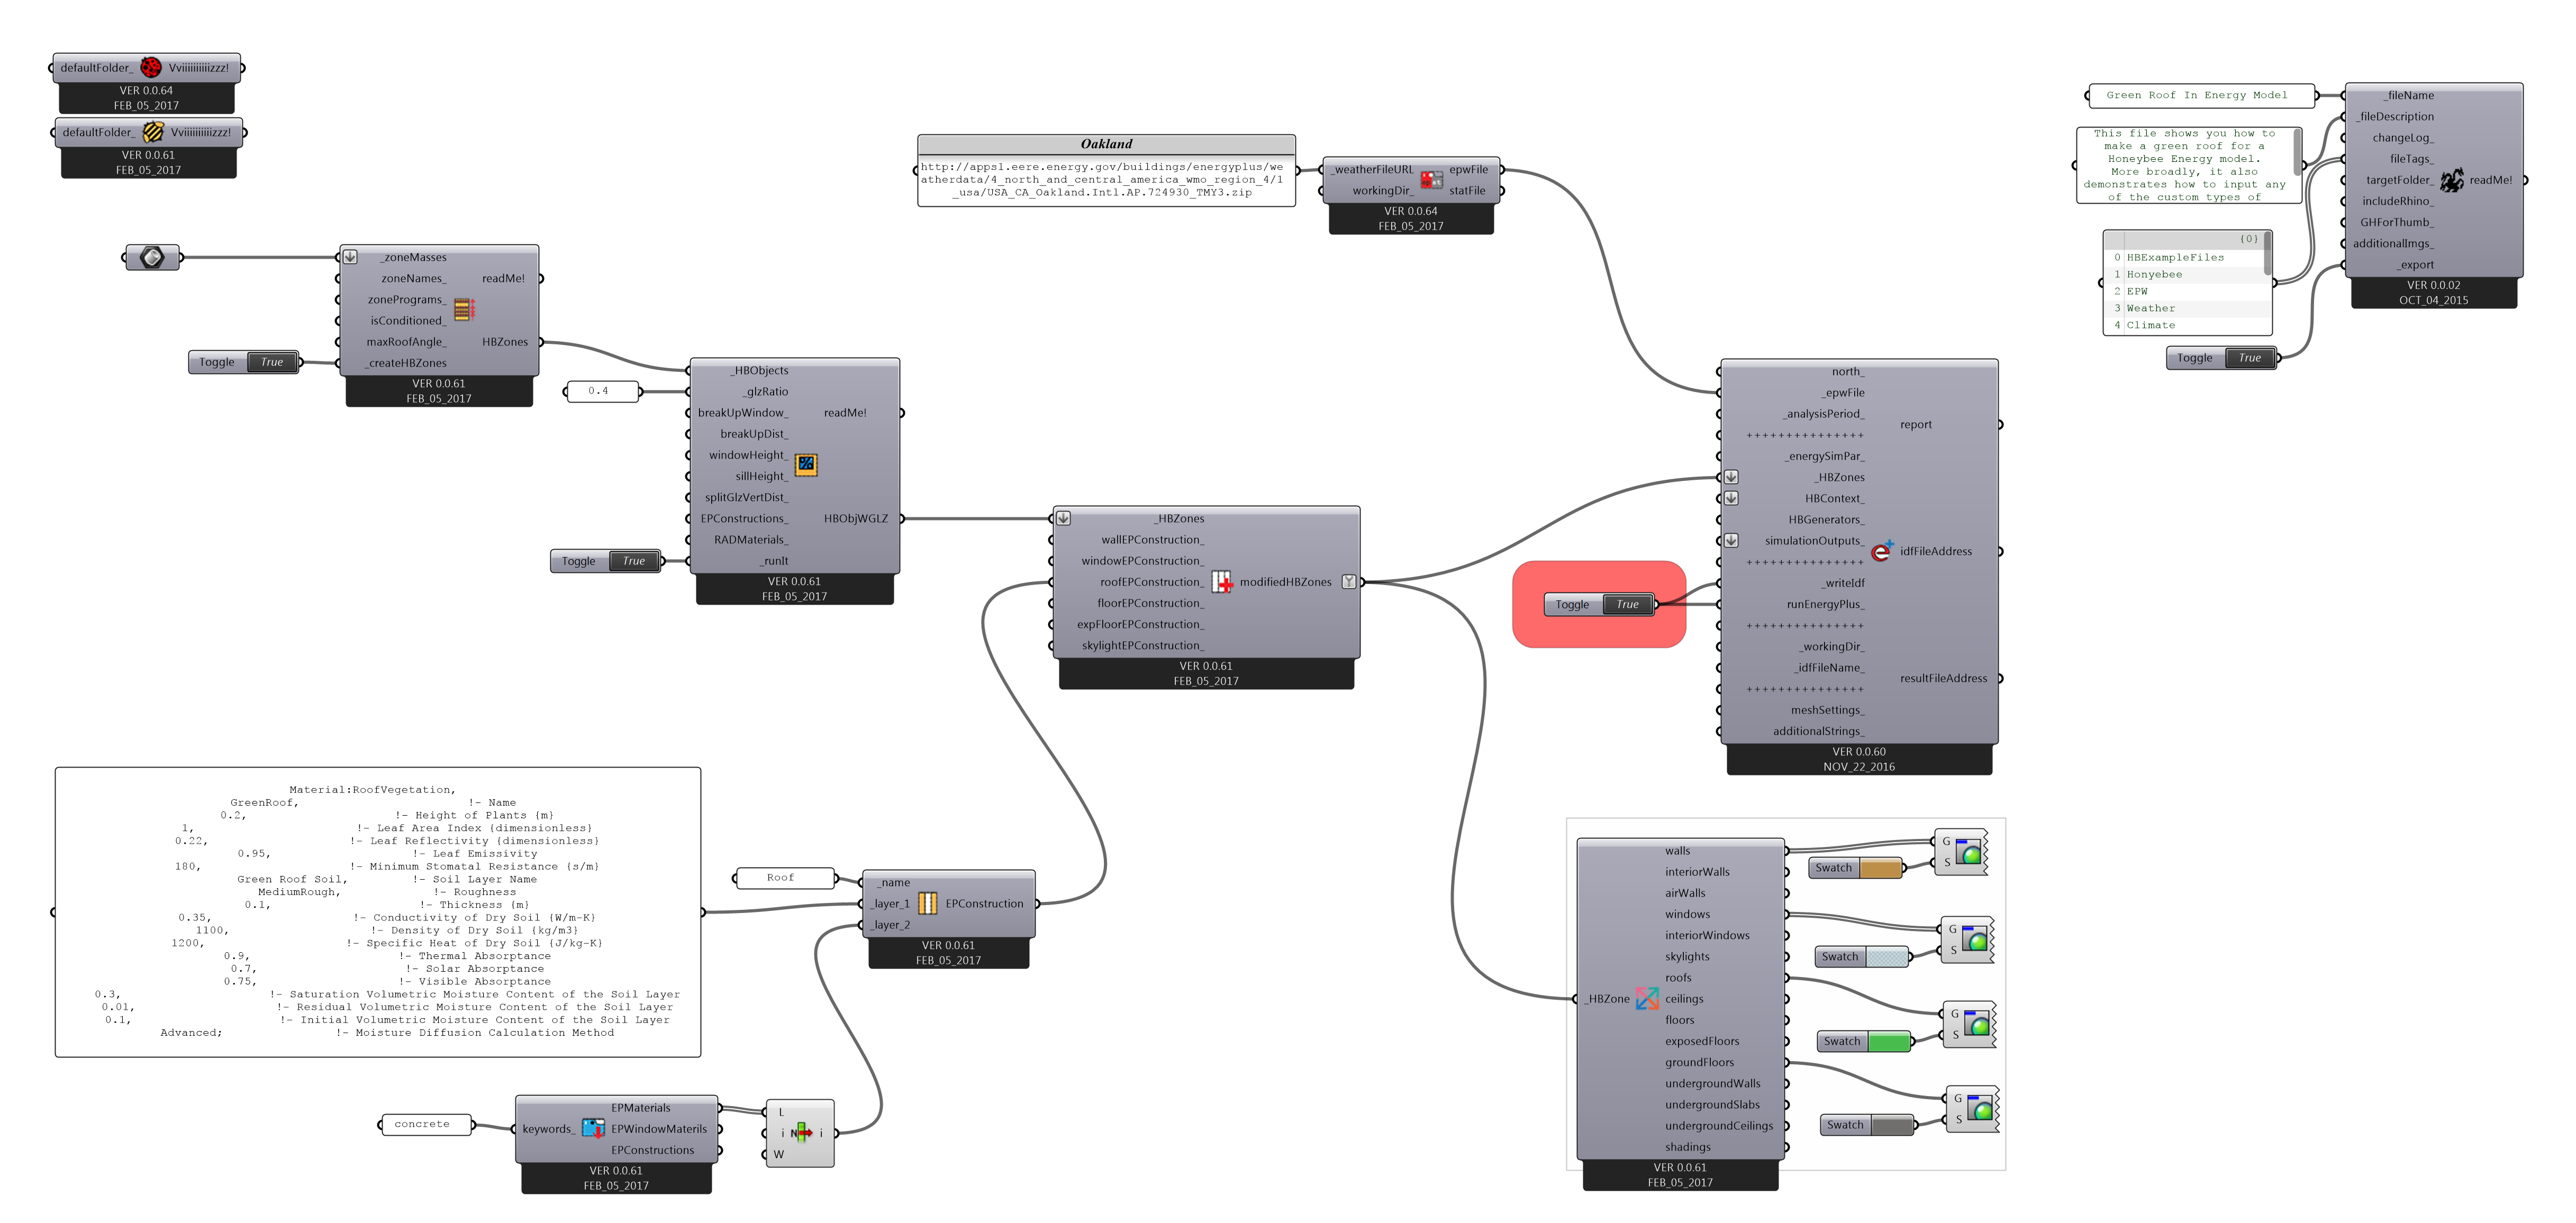 defaultFolder_ Vviiiiiiiiiizzz!
VER 0.0.64
FEB_05_2017
defaultFolder_ Vviiiiiiiiiizzz!
VER 0.0.61
FEB_05_2017
_zoneMasses
zoneNames_ readMe!
zonePrograms_
isConditioned_
maxRoofAngle_ HBZones
_createHBZones
VER 0.0.61
FEB_05_2017
Toggle True
_HBObjects
_glzRatio
breakUpWindow_ readMe!
breakUpDist_
windowHeight_
sillHeight_
splitGlzVertDist_
EPConstructions_ HBObjWGLZ
RADMaterials_
_runIt
VER 0.0.61
FEB_05_2017
0.4
Toggle True
Oakland
http://apps1.eere.energy.gov/buildings/energyplus/we
atherdata/4_north_and_central_america_wmo_region_4/1
_usa/USA_CA_Oakland.Intl.AP.724930_TMY3.zip
_weatherFileURL epwFile
workingDir_ statFile
VER 0.0.64
FEB_05_2017
_HBZones
wallEPConstruction_
windowEPConstruction_
roofEPConstruction_ modifiedHBZones
floorEPConstruction_
expFloorEPConstruction_
skylightEPConstruction_
VER 0.0.61
FEB_05_2017
Toggle True
north_
_epwFile
_analysisPeriod_
report
+++++++++++++++
_energySimPar_
_HBZones
HBContext_
HBGenerators_
simulationOutputs_
idfFileAddress
+++++++++++++++
_writeIdf
runEnergyPlus_
+++++++++++++++
_workingDir_
_idfFileName_
resultFileAddress
+++++++++++++++
meshSettings_
additionalStrings_
VER 0.0.60
NOV_22_2016
Green Roof In Energy Model
This file shows you how to
make a green roof for a
Honeybee Energy model.
More broadly, it also
demonstrates how to input any
of the custom types of
{0}
0 HBExampleFiles
1 Honyebee
2 EPW
3 Weather
4 Climate
Toggle True
_fileName
_fileDescription
changeLog_
fileTags_
targetFolder_ readMe!
includeRhino_
GHForThumb_
additionalImgs_
_export
VER 0.0.02
OCT_04_2015
Material:RoofVegetation,
GreenRoof, !- Name
0.2, !- Height of Plants {m}
1, !- Leaf Area Index {dimensionless}
0.22, !- Leaf Reflectivity {dimensionless}
0.95, !- Leaf Emissivity
180, !- Minimum Stomatal Resistance {s/m}
Green Roof Soil, !- Soil Layer Name
MediumRough, !- Roughness
0.1, !- Thickness {m}
0.35, !- Conductivity of Dry Soil {W/m-K}
1100, !- Density of Dry Soil {kg/m3}
1200, !- Specific Heat of Dry Soil {J/kg-K}
0.9, !- Thermal Absorptance
0.7, !- Solar Absorptance
0.75, !- Visible Absorptance
0.3, !- Saturation Volumetric Moisture Content of the Soil Layer
0.01, !- Residual Volumetric Moisture Content of the Soil Layer
0.1, !- Initial Volumetric Moisture Content of the Soil Layer
Advanced; !- Moisture Diffusion Calculation Method
Roof
_name
_layer_1 EPConstruction
_layer_2
VER 0.0.61
FEB_05_2017
concrete
EPMaterials
keywords_ EPWindowMaterils
EPConstructions
VER 0.0.61
FEB_05_2017
L
i N i
W
_HBZone
walls
interiorWalls
airWalls
windows
interiorWindows
skylights
roofs
ceilings
floors
exposedFloors
groundFloors
undergroundWalls
undergroundSlabs
undergroundCeilings
shadings
VER 0.0.61
FEB_05_2017
G
S
Swatch
G
S
Swatch
G
S
Swatch
G
S
Swatch